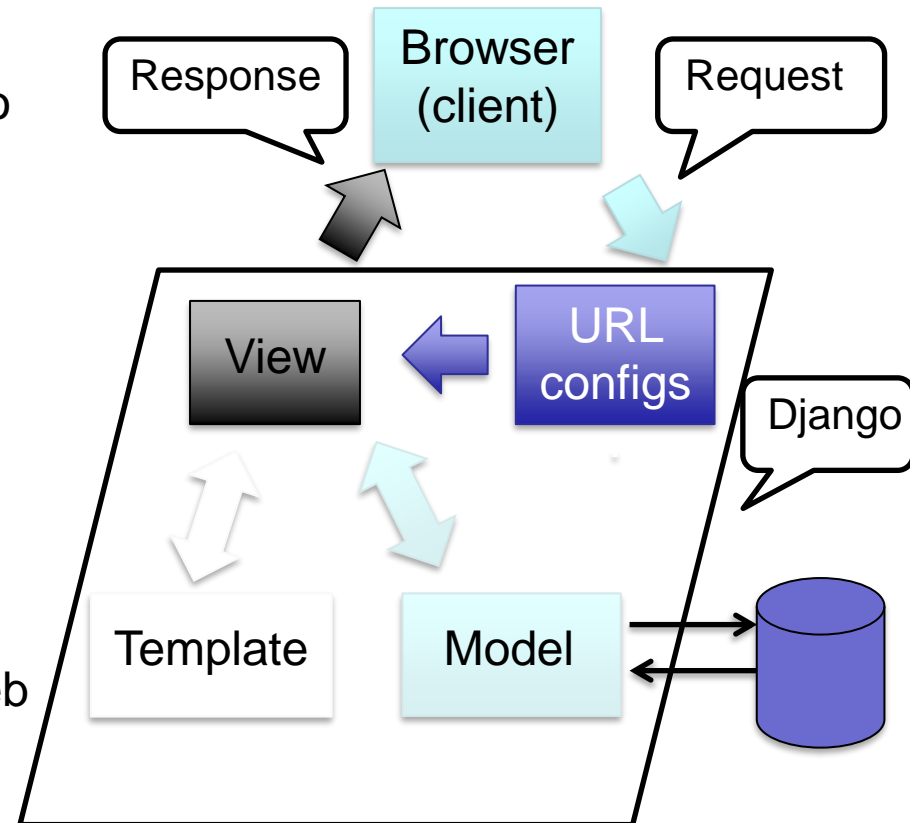 Response
Browser
(client)
Request
View
URL
configs
Django
Template
Model